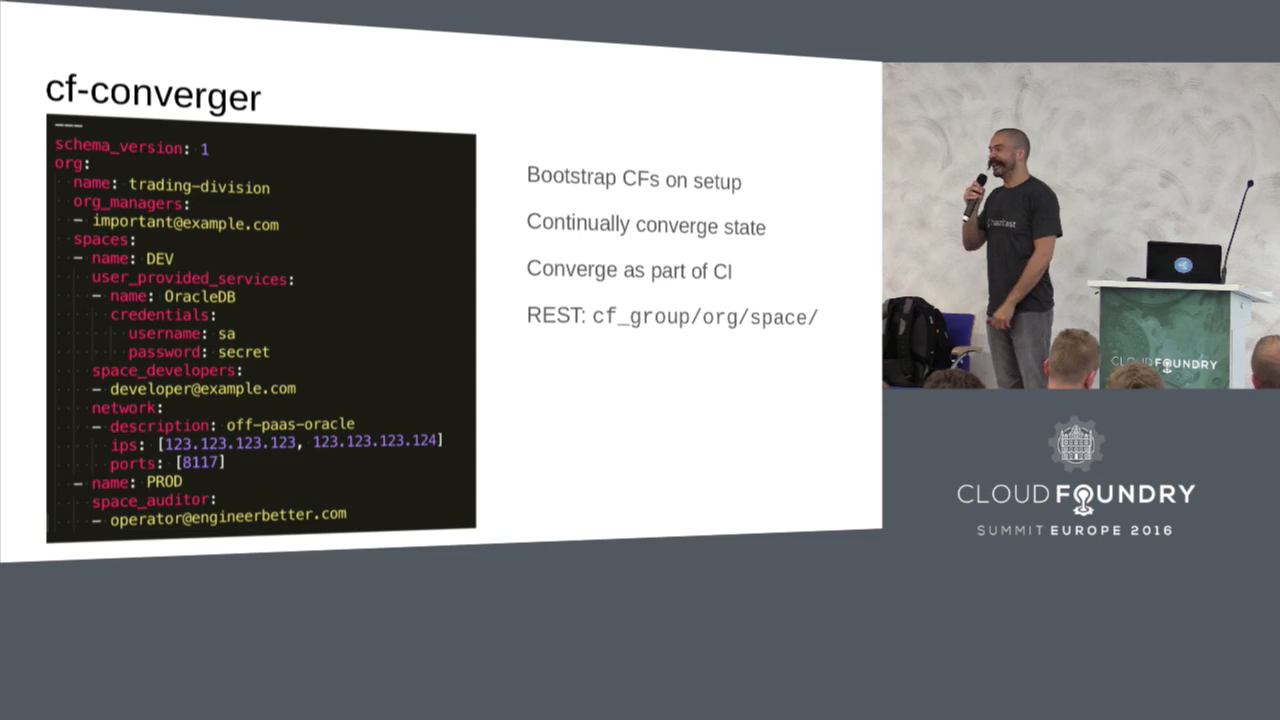 cf-converger
---
schema_version: 1
org:
name: trading-division
org_managers:
- important@example.com
spaces:
- name: DEV
user_provided_services:
- name: OracleDB
credentials:
username: sa
password: secret
space_developers:
- developer@example.com
network:
- description: off-paas-oracle
ips: [123.123.123.123, 123.123.123.124]
ports: [8117]
- name: PROD
space_auditor:
- operator@engineerbetter.com
Bootstrap CFs on setup
Continually converge state
Converge as part of CI
REST: cf_group/org/space/
CLOUD FOUNDRY
CLOUD FOUNDRY
SUMMIT EUROPE 2016